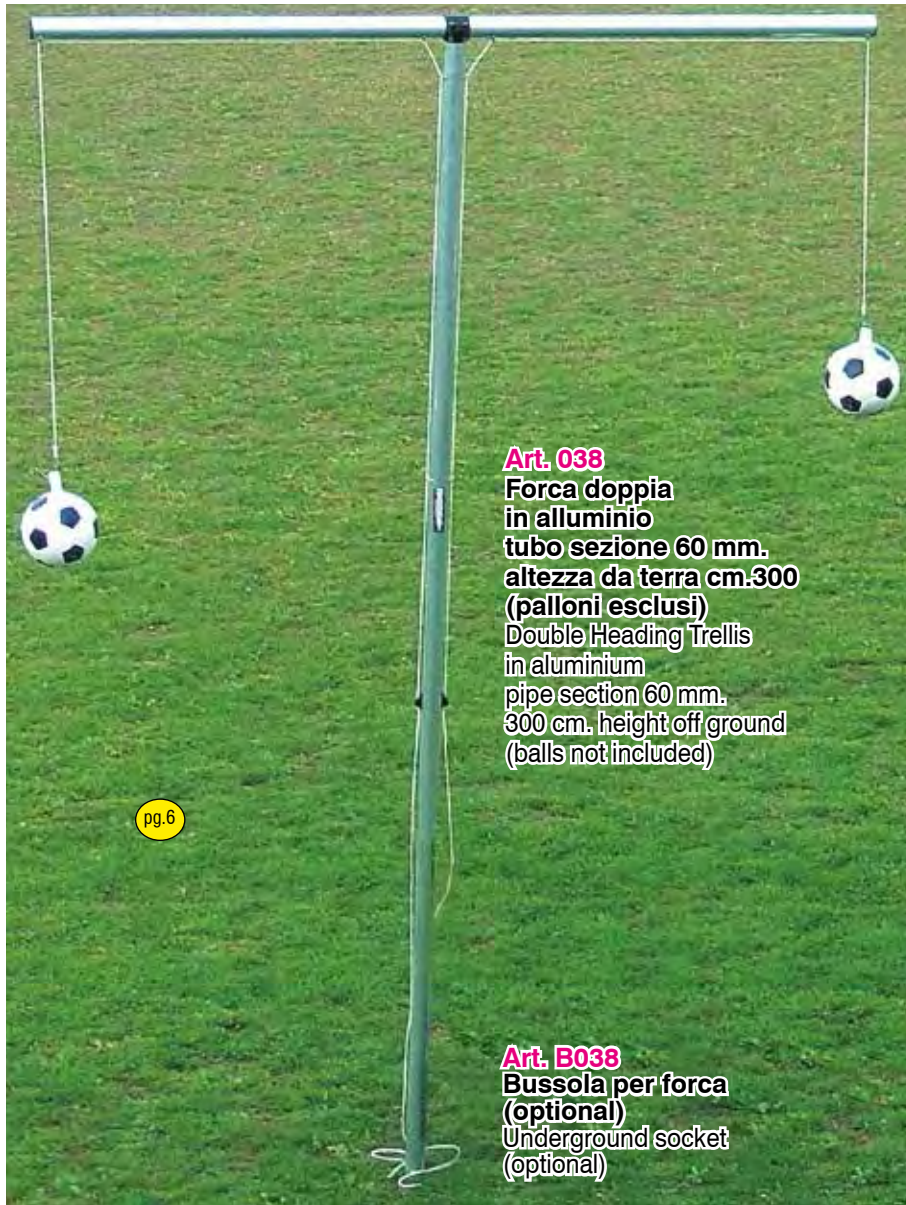 Art. 038
Forca doppia
in alluminio
tubo sezione 60 mm.
altezza da terra cm.300
(palloni esclusi)
Double Heading Trellis
in aluminium
pipe section 60 mm.
300 cm. height off ground
(balls not included)
pg.6
Art. B038
Bussola per forca
(optional)
Underground socket
(optional)